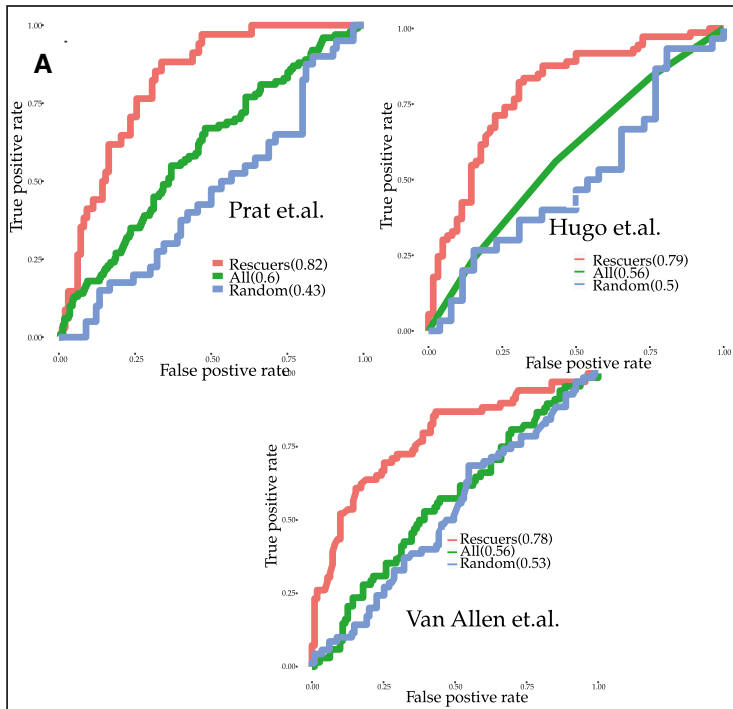 A
1.00
0.75
0.50
0.25
0.00
True positive rate
Prat et.al.
Rescuers(0.82)
All(0.6)
Random(0.43)
0.00
0.25
0.50
0.75
1.00
False postive rate
1.00
0.75
0.50
0.25
0.00
True positive rate
Hugo et.al.
Rescuers(0.79)
All(0.56)
Random(0.5)
0.00
0.25
0.50
0.75
1.00
False postive rate
0.75
0.50
0.25
0.00
True positive rate
Rescuers(0.78)
All(0.56)
Random(0.53)
Van Allen et.al.
0.00
0.25
0.50
0.75
1.00
False postive rate